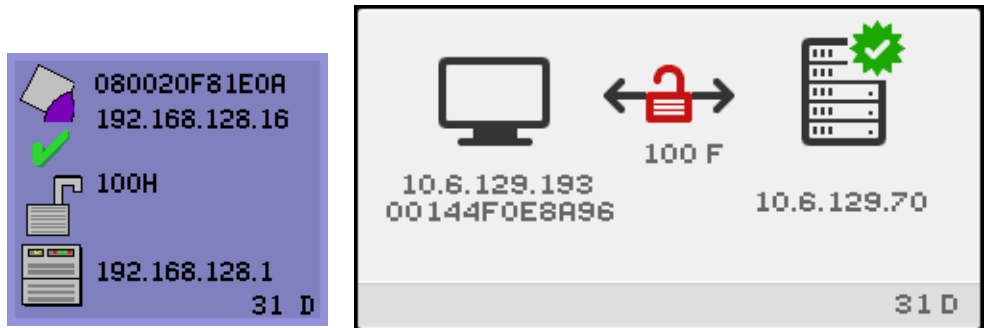 080020F81E0A
192.168.128.16
100H
192.168.128.1
31 D
100 F
10.6.129.193
00144F0E8A96
10.6.129.70
31 D